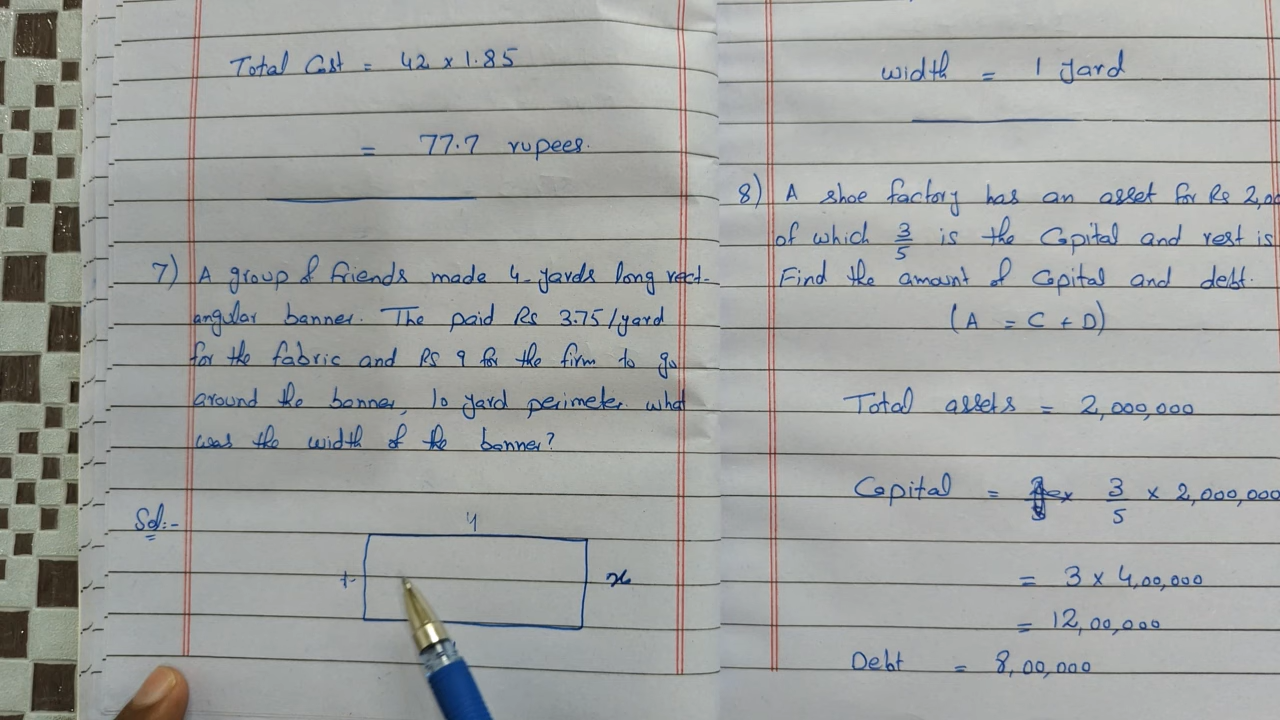 Total Cost = 42 x 1.85
= 77.7 rupees.
7) A group of friends made 4-yards long rect-
angular banner. The paid Rs 3.75/yard
for the fabric and RS 9 for the firm to go
around the banner, 10 yard perimeter what
was the width of the banner?
Sol:-
4
x
width = 1 yard
8) A shoe factory has an asset for Rs 2,00
of which 3/5 is the Capital and rest is
Find the amount of Capital and debt.
(A = C + D)
Total assets = 2,000,000
Capital = x 3/5 x 2,000,000
= 3 x 4,00,000
= 12,00,000
Debt = 8,00,000